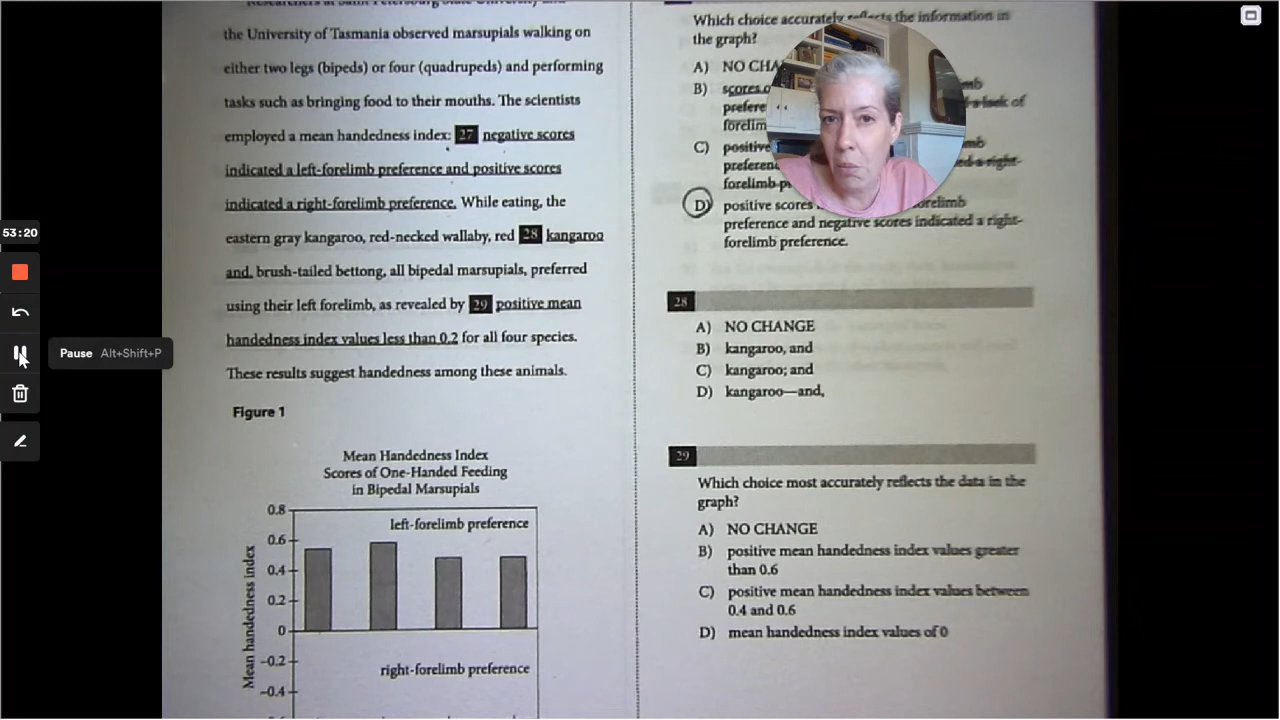 the University of Tasmania observed marsupials walking on
either two legs (bipeds) or four (quadrupeds) and performing
tasks such as bringing food to their mouths. The scientists
employed a mean handedness index: 27 negative scores
indicated a left-forelimb preference and positive scores
indicated a right-forelimb preference. While eating, the
eastern gray kangaroo, red-necked wallaby, red 28 kangaroo
and, brush-tailed bettong, all bipedal marsupials, preferred
using their left forelimb, as revealed by 29 positive mean
handedness index values less than 0.2 for all four species.
These results suggest handedness among these animals.
Figure 1
Mean Handedness Index
Scores of One-Handed Feeding
in Bipedal Marsupials
Mean handedness index
0.8
0.6
0.4
0.2
0
−0.2
−0.4
left-forelimb preference
right-forelimb preference
Which choice accurately reflects the information in
the graph?
A) NO
B) scores
a lack of
C) positive
a right-
D) positive scores forelimb
preference and negative scores indicated a right-
forelimb preference.
28
A) NO CHANGE
B) kangaroo, and
C) kangaroo; and
D) kangaroo—and,
29
Which choice most accurately reflects the data in the
graph?
A) NO CHANGE
B) positive mean handedness index values greater
than 0.6
C) positive mean handedness index values between
0.4 and 0.6
D) mean handedness index values of 0
53:20
Pause Alt+Shift+P